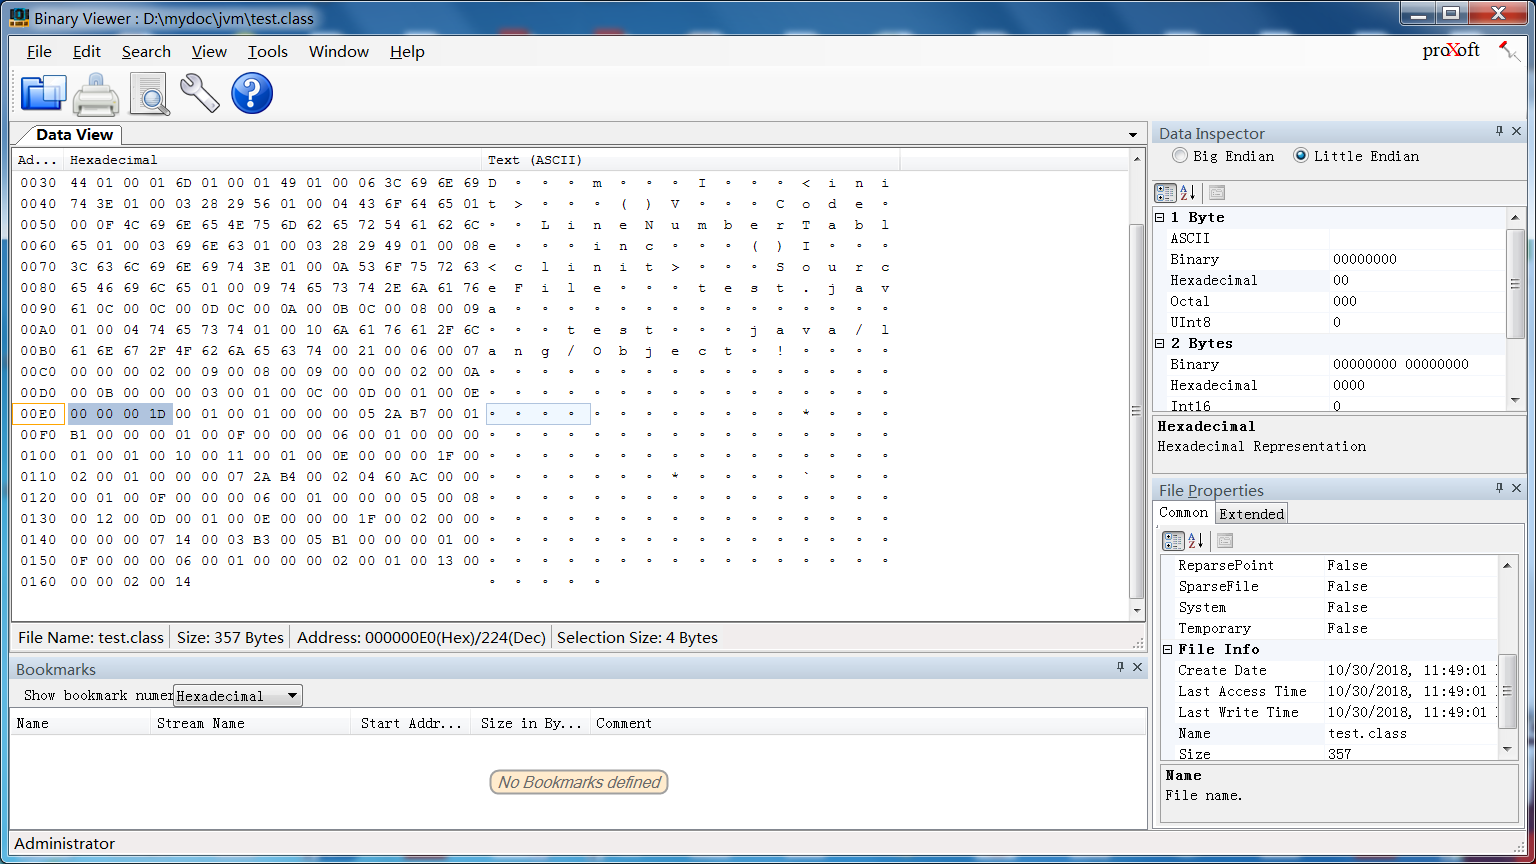 Binary Viewer : D:\mydoc\jvm\test.class
File Edit Search View Tools Window Help
proXsoft
Data View
Ad... Hexadecimal Text (ASCII)
0030 44 01 00 01 6D 01 00 01 49 01 00 06 3C 69 6E 69 D ∘ ∘ ∘ m ∘ ∘ ∘ I ∘ ∘ ∘ < i n i
0040 74 3E 01 00 03 28 29 56 01 00 04 43 6F 64 65 01 t > ∘ ∘ ∘ ( ) V ∘ ∘ ∘ C o d e ∘
0050 00 0F 4C 69 6E 65 4E 75 6D 62 65 72 54 61 62 6C ∘ ∘ L i n e N u m b e r T a b l
0060 65 01 00 03 69 6E 63 01 00 03 28 29 49 01 00 08 e ∘ ∘ ∘ i n c ∘ ∘ ∘ ( ) I ∘ ∘ ∘
0070 3C 63 6C 69 6E 69 74 3E 01 00 0A 53 6F 75 72 63 < c l i n i t > ∘ ∘ ∘ S o u r c
0080 65 46 69 6C 65 01 00 09 74 65 73 74 2E 6A 61 76 e F i l e ∘ ∘ ∘ t e s t . j a v
0090 61 0C 00 0C 00 0D 0C 00 0A 00 0B 0C 00 08 00 09 a ∘ ∘ ∘ ∘ ∘ ∘ ∘ ∘ ∘ ∘ ∘ ∘ ∘ ∘ ∘
00A0 01 00 04 74 65 73 74 01 00 10 6A 61 76 61 2F 6C ∘ ∘ ∘ t e s t ∘ ∘ ∘ j a v a / l
00B0 61 6E 67 2F 4F 62 6A 65 63 74 00 21 00 06 00 07 a n g / O b j e c t ∘ ! ∘ ∘ ∘ ∘
00C0 00 00 00 02 00 09 00 08 00 09 00 00 00 02 00 0A ∘ ∘ ∘ ∘ ∘ ∘ ∘ ∘ ∘ ∘ ∘ ∘ ∘ ∘ ∘ ∘
00D0 00 0B 00 00 00 03 00 01 00 0C 00 0D 00 01 00 0E ∘ ∘ ∘ ∘ ∘ ∘ ∘ ∘ ∘ ∘ ∘ ∘ ∘ ∘ ∘ ∘
00E0 00 00 00 1D 00 01 00 01 00 00 00 05 2A B7 00 01 ∘ ∘ ∘ ∘ ∘ ∘ ∘ ∘ ∘ ∘ ∘ ∘ * ∘ ∘ ∘
00F0 B1 00 00 00 01 00 0F 00 00 00 06 00 01 00 00 00 ∘ ∘ ∘ ∘ ∘ ∘ ∘ ∘ ∘ ∘ ∘ ∘ ∘ ∘ ∘ ∘
0100 01 00 01 00 10 00 11 00 01 00 0E 00 00 00 1F 00 ∘ ∘ ∘ ∘ ∘ ∘ ∘ ∘ ∘ ∘ ∘ ∘ ∘ ∘ ∘ ∘
0110 02 00 01 00 00 00 07 2A B4 00 02 04 60 AC 00 00 ∘ ∘ ∘ ∘ ∘ ∘ ∘ * ∘ ∘ ∘ ∘ ` ∘ ∘ ∘
0120 00 01 00 0F 00 00 00 06 00 01 00 00 00 05 00 08 ∘ ∘ ∘ ∘ ∘ ∘ ∘ ∘ ∘ ∘ ∘ ∘ ∘ ∘ ∘ ∘
0130 00 12 00 0D 00 01 00 0E 00 00 00 1F 00 02 00 00 ∘ ∘ ∘ ∘ ∘ ∘ ∘ ∘ ∘ ∘ ∘ ∘ ∘ ∘ ∘ ∘
0140 00 00 00 07 14 00 03 B3 00 05 B1 00 00 00 01 00 ∘ ∘ ∘ ∘ ∘ ∘ ∘ ∘ ∘ ∘ ∘ ∘ ∘ ∘ ∘ ∘
0150 0F 00 00 00 06 00 01 00 00 00 02 00 01 00 13 00 ∘ ∘ ∘ ∘ ∘ ∘ ∘ ∘ ∘ ∘ ∘ ∘ ∘ ∘ ∘ ∘
0160 00 00 02 00 14 ∘ ∘ ∘ ∘ ∘
File Name: test.class Size: 357 Bytes Address: 000000E0(Hex)/224(Dec) Selection Size: 4 Bytes
Bookmarks
Show bookmark numer Hexadecimal
Name Stream Name Start Addr... Size in By... Comment
No Bookmarks defined
Administrator
Data Inspector
Big Endian Little Endian
1 Byte
ASCII
Binary 00000000
Hexadecimal 00
Octal 000
UInt8 0
2 Bytes
Binary 00000000 00000000
Hexadecimal 0000
Int16 0
Hexadecimal
Hexadecimal Representation
File Properties
Common Extended
ReparsePoint False
SparseFile False
System False
Temporary False
File Info
Create Date 10/30/2018, 11:49:01
Last Access Time 10/30/2018, 11:49:01
Last Write Time 10/30/2018, 11:49:01
Name test.class
Size 357
Name
File name.